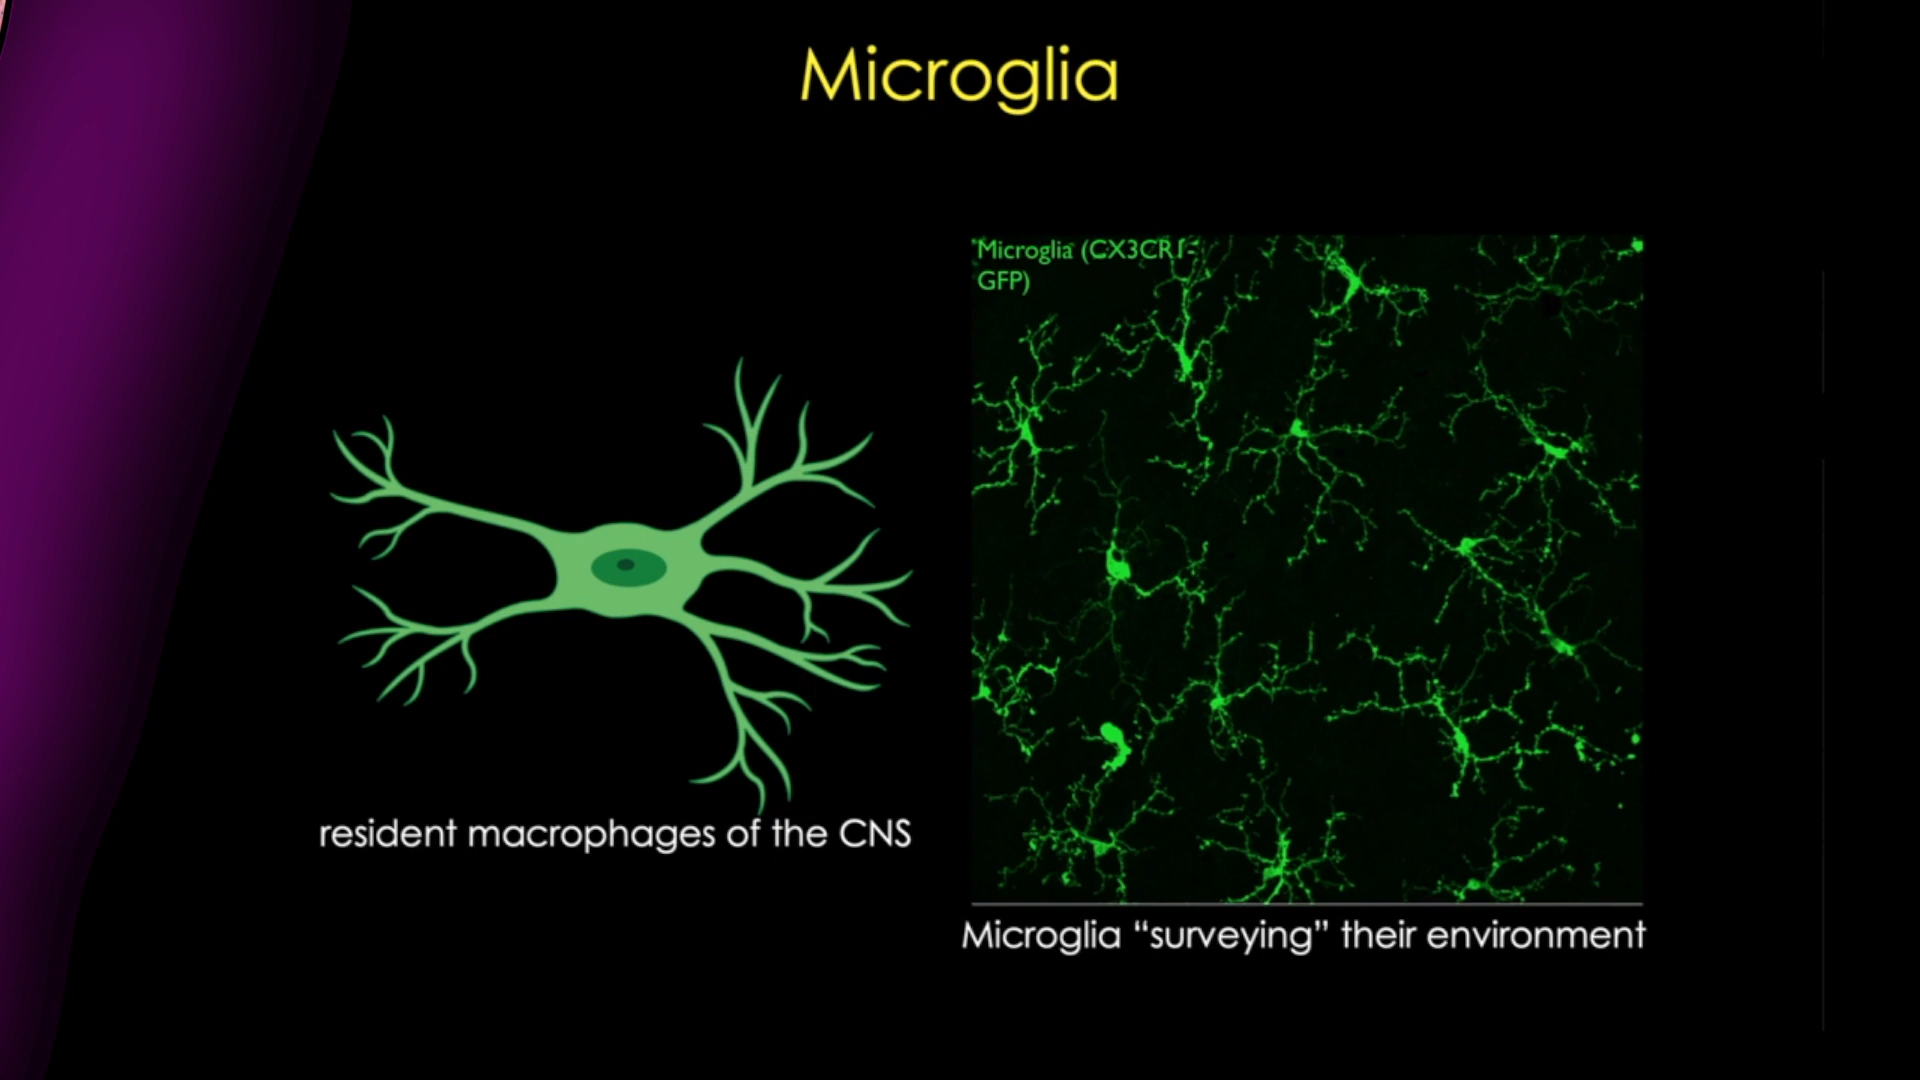 Microglia
Microglia (CX3CR1-
GFP)
resident macrophages of the CNS
Microglia “surveying” their environment